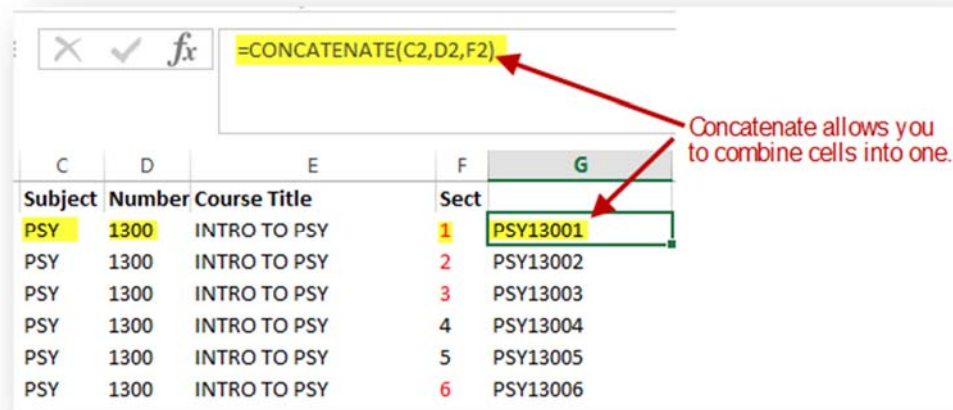 fx =CONCATENATE(C2,D2,F2)
Concatenate allows you
to combine cells into one.
C D E F G
Subject Number Course Title Sect
PSY 1300 INTRO TO PSY 1 PSY13001
PSY 1300 INTRO TO PSY 2 PSY13002
PSY 1300 INTRO TO PSY 3 PSY13003
PSY 1300 INTRO TO PSY 4 PSY13004
PSY 1300 INTRO TO PSY 5 PSY13005
PSY 1300 INTRO TO PSY 6 PSY13006